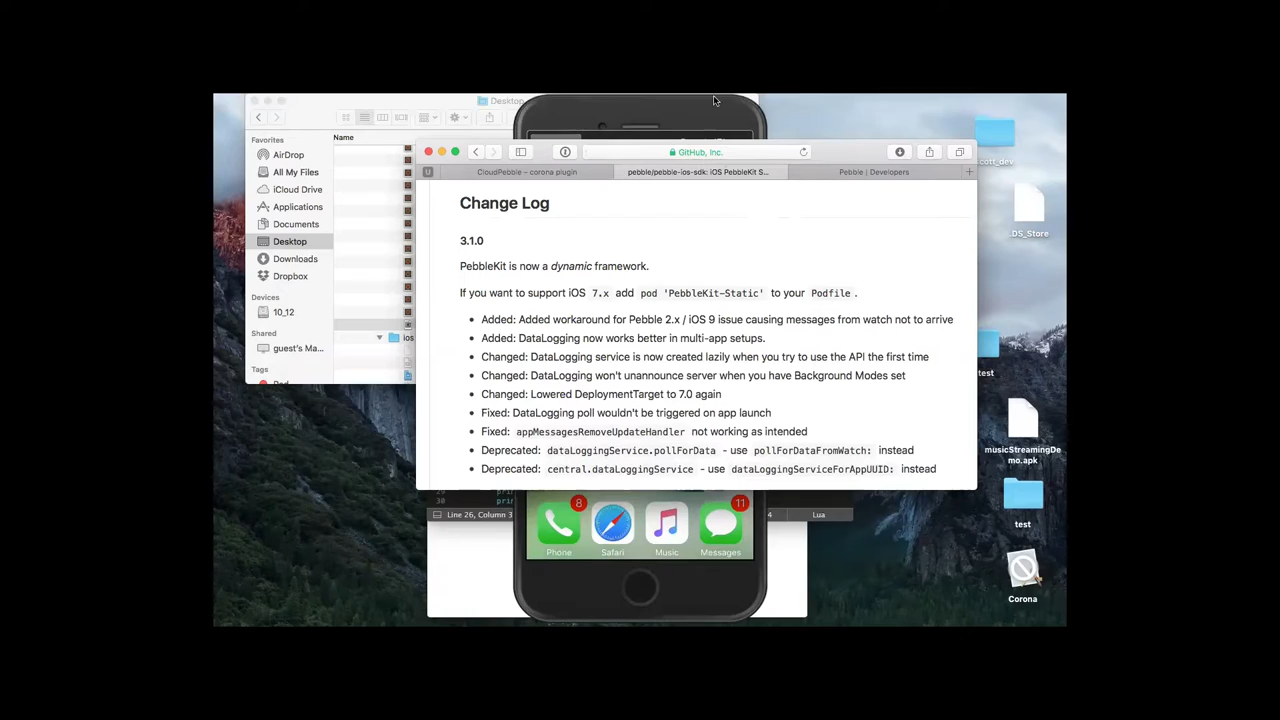 Desktop
Favorites
AirDrop
All My Files
iCloud Drive
Applications
Documents
Desktop
Downloads
Dropbox
Devices
10_12
Shared
guest's Ma...
Tags
Name
ios
GitHub, Inc.
CloudPebble – corona plugin
pebble/pebble-ios-sdk: iOS PebbleKit S...
Pebble | Developers
Change Log
3.1.0
PebbleKit is now a dynamic framework.
If you want to support iOS 7.x add pod 'PebbleKit-Static' to your Podfile .
Added: Added workaround for Pebble 2.x / iOS 9 issue causing messages from watch not to arrive
Added: DataLogging now works better in multi-app setups.
Changed: DataLogging service is now created lazily when you try to use the API the first time
Changed: DataLogging won't unannounce server when you have Background Modes set
Changed: Lowered DeploymentTarget to 7.0 again
Fixed: DataLogging poll wouldn't be triggered on app launch
Fixed: appMessagesRemoveUpdateHandler not working as intended
Deprecated: dataLoggingService.pollForData - use pollForDataFromWatch: instead
Deprecated: central.dataLoggingService - use dataLoggingServiceForAppUUID: instead
30
Line 26, Column 3
4
Lua
8
11
Phone
Safari
Music
Messages
scott_dev
.DS_Store
test
musicStreamingDe
mo.apk
test
Corona